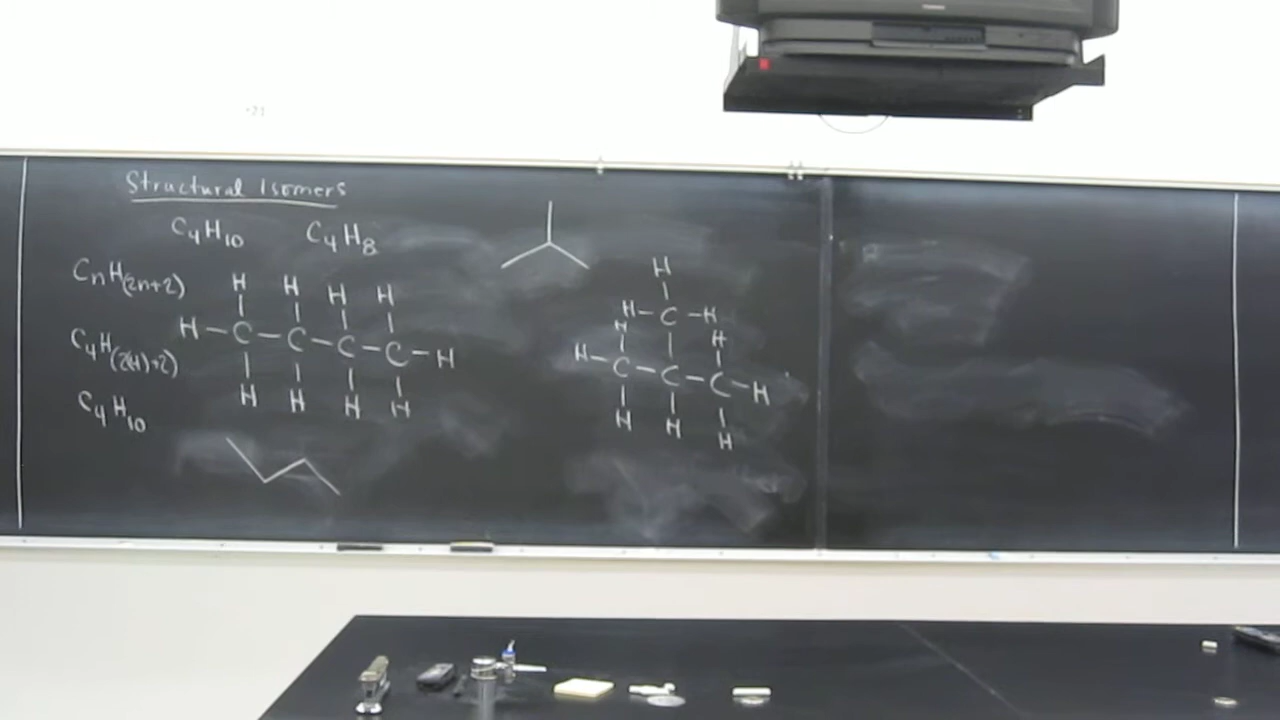 Structural Isomers
C4H10 C4H8
CnH(2n+2)
C4H(2(4)+2)
C4H10
H H H H
H-C-C-C-C-H
H H H H
H
H-C-H
H H
H-C-C-C-H
H H H